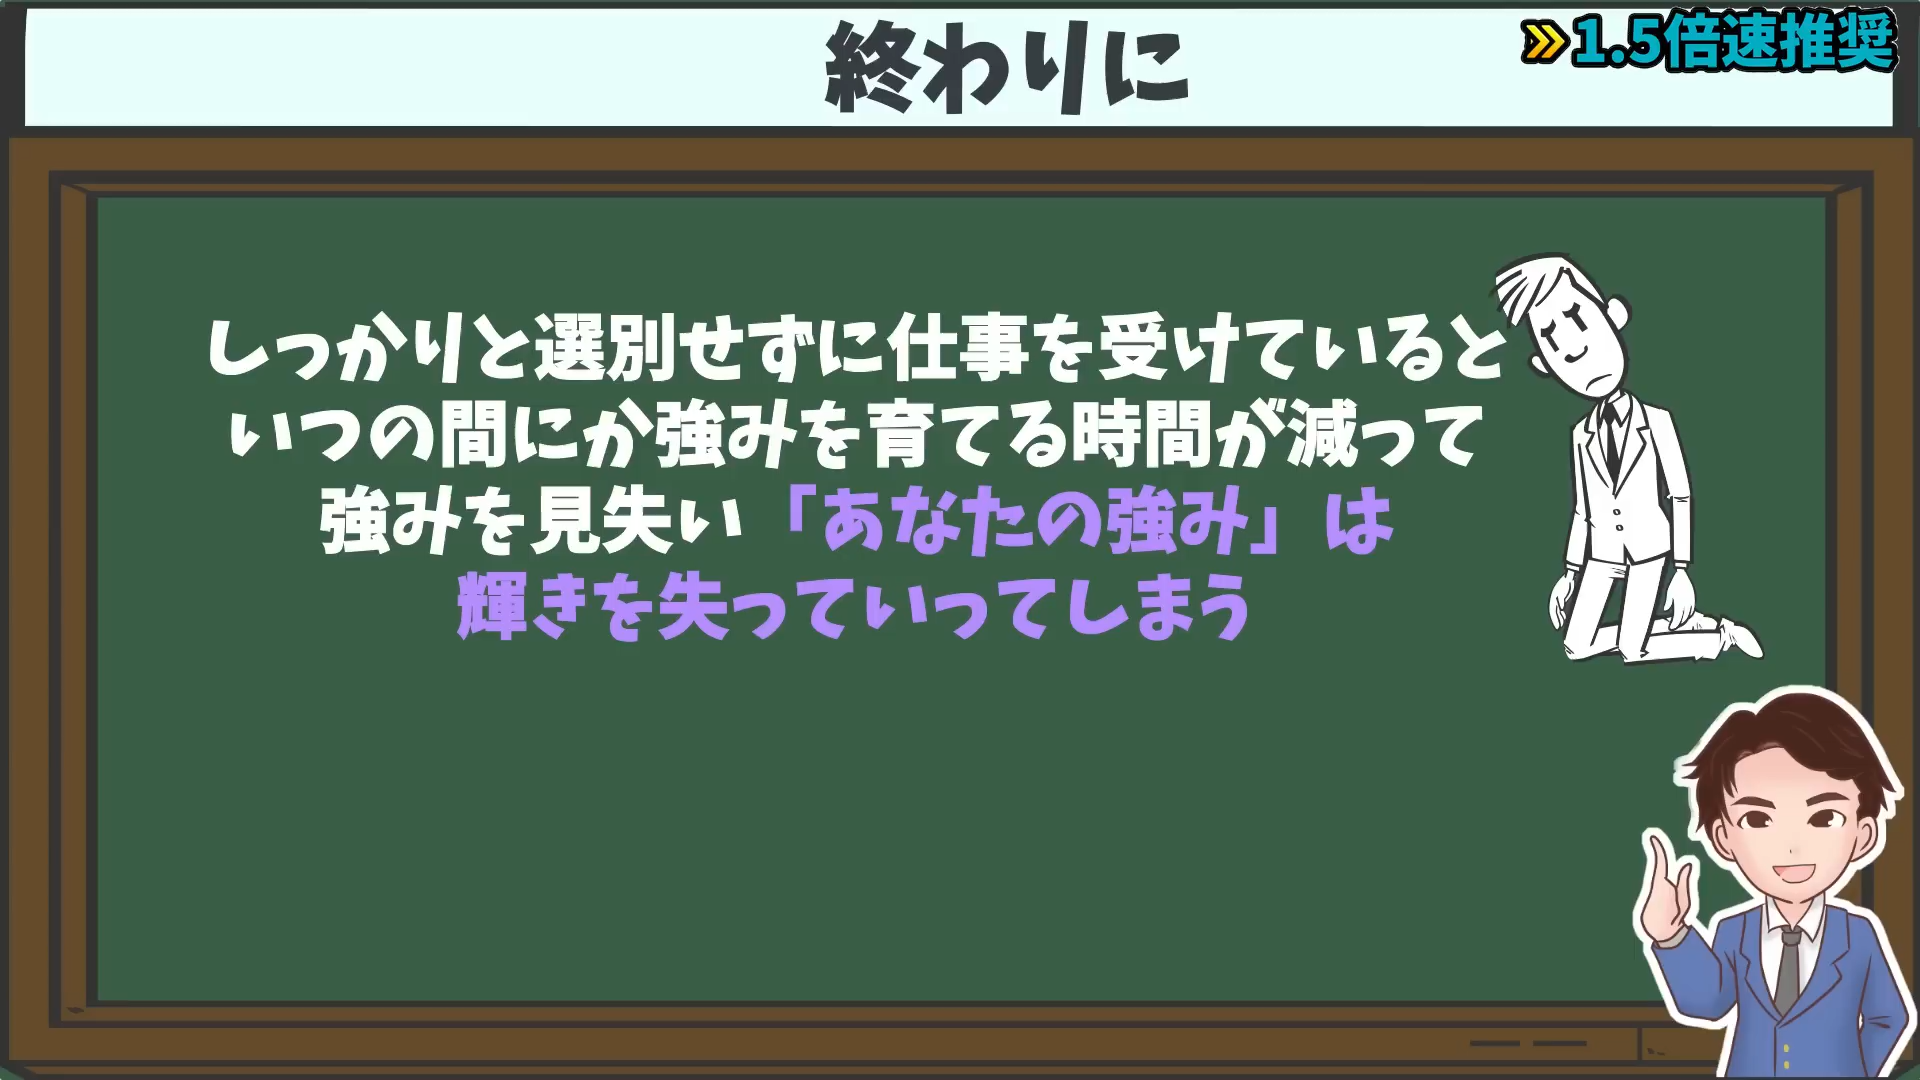 終わりに
1.5倍速推奨
しっかりと選別せずに仕事を受けていると
いつの間にか強みを育てる時間が減って
強みを見失い「あなたの強み」は
輝きを失っていってしまう